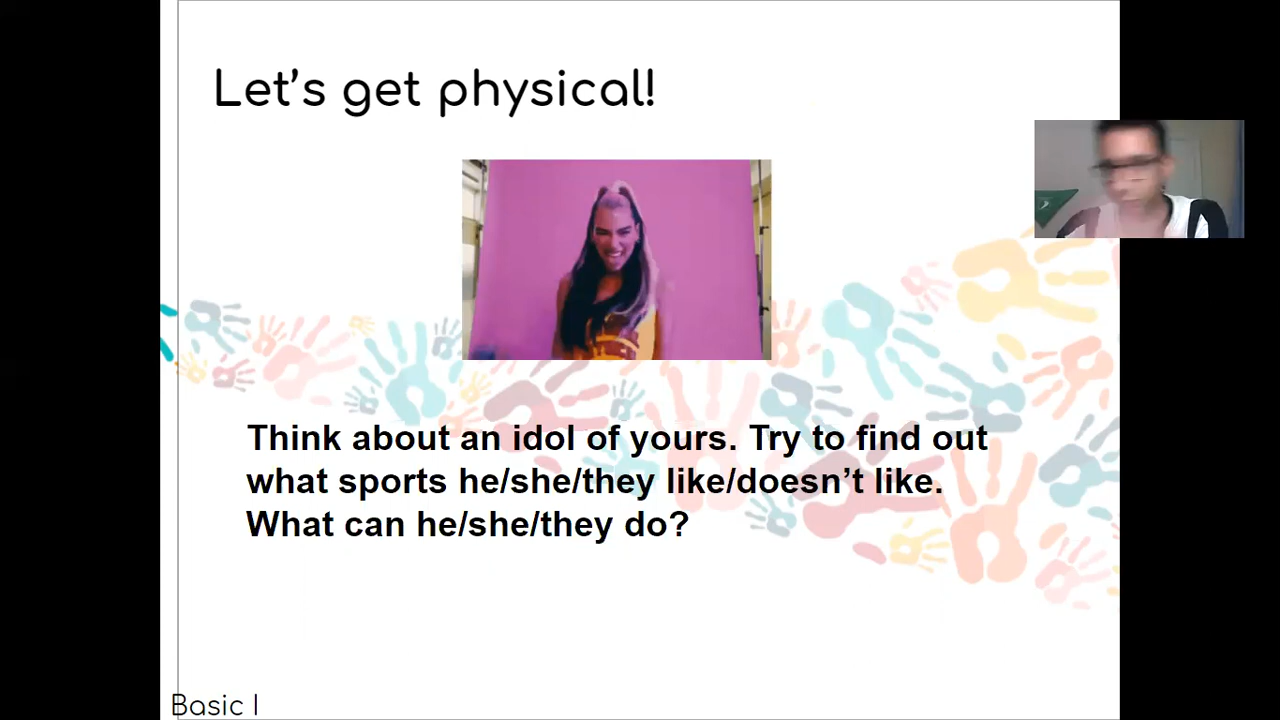 Let’s get physical!
Think about an idol of yours. Try to find out
what sports he/she/they like/doesn’t like.
What can he/she/they do?
Basic I